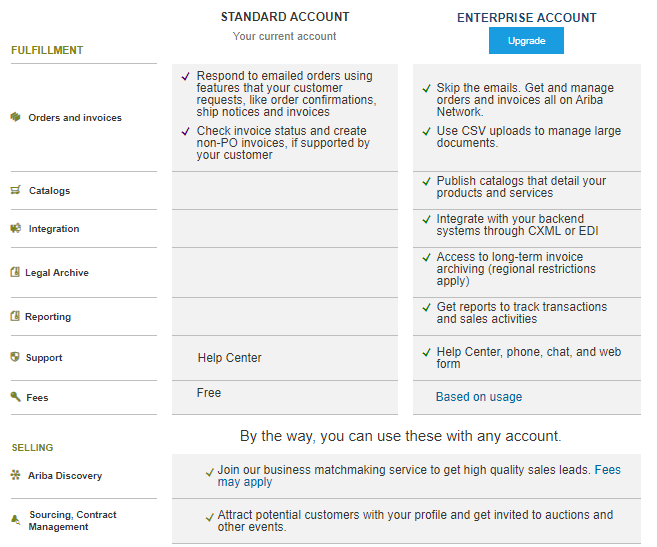 STANDARD ACCOUNT
Your current account
ENTERPRISE ACCOUNT
Upgrade
FULFILLMENT
Orders and invoices
Respond to emailed orders using
features that your customer
requests, like order confirmations,
ship notices and invoices
Check invoice status and create
non-PO invoices, if supported by
your customer
Skip the emails. Get and manage
orders and invoices all on Ariba
Network.
Use CSV uploads to manage large
documents.
Catalogs
Publish catalogs that detail your
products and services
Integration
Integrate with your backend
systems through CXML or EDI
Legal Archive
Access to long-term invoice
archiving (regional restrictions
apply)
Reporting
Get reports to track transactions
and sales activities
Support
Help Center
Help Center, phone, chat, and web
form
Fees
Free
Based on usage
SELLING
By the way, you can use these with any account.
Ariba Discovery
Join our business matchmaking service to get high quality sales leads. Fees
may apply
Sourcing, Contract
Management
Attract potential customers with your profile and get invited to auctions and
other events.